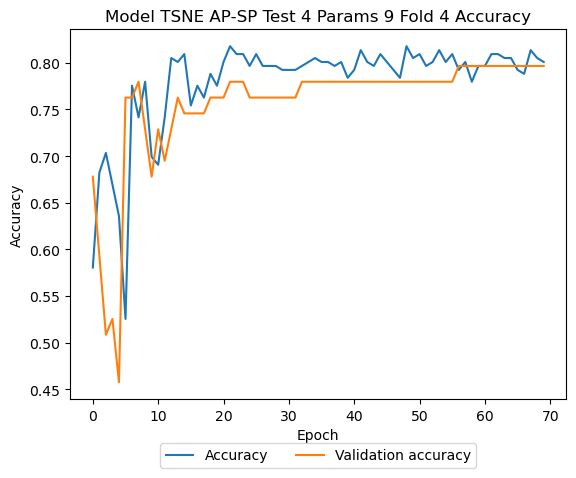 Model TSNE AP-SP Test 4 Params 9 Fold 4 Accuracy
Accuracy
0.80
0.75
0.70
0.65
0.60
0.55
0.50
0.45
0 10 20 30 40 50 60 70
Epoch
Accuracy Validation accuracy